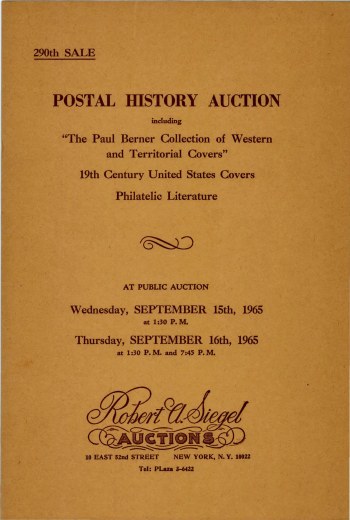 290th SALE
POSTAL HISTORY AUCTION
including
"The Paul Berner Collection of Western
and Territorial Covers"
19th Century United States Covers
Philatelic Literature
AT PUBLIC AUCTION
Wednesday, SEPTEMBER 15th, 1965
at 1:30 P. M.
Thursday, SEPTEMBER 16th, 1965
at 1:30 P. M. and 7:45 P. M.
Robert A. Siegel
AUCTIONS
10 EAST 52nd STREET NEW YORK, N. Y. 10022
Tel: PLaza 3-6422